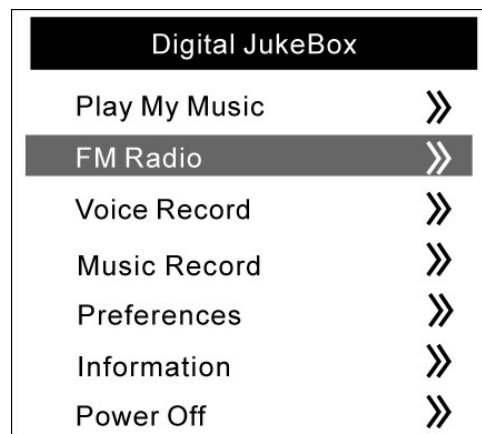 Digital JukeBox
Play My Music
FM Radio
Voice Record
Music Record
Preferences
Information
Power Off